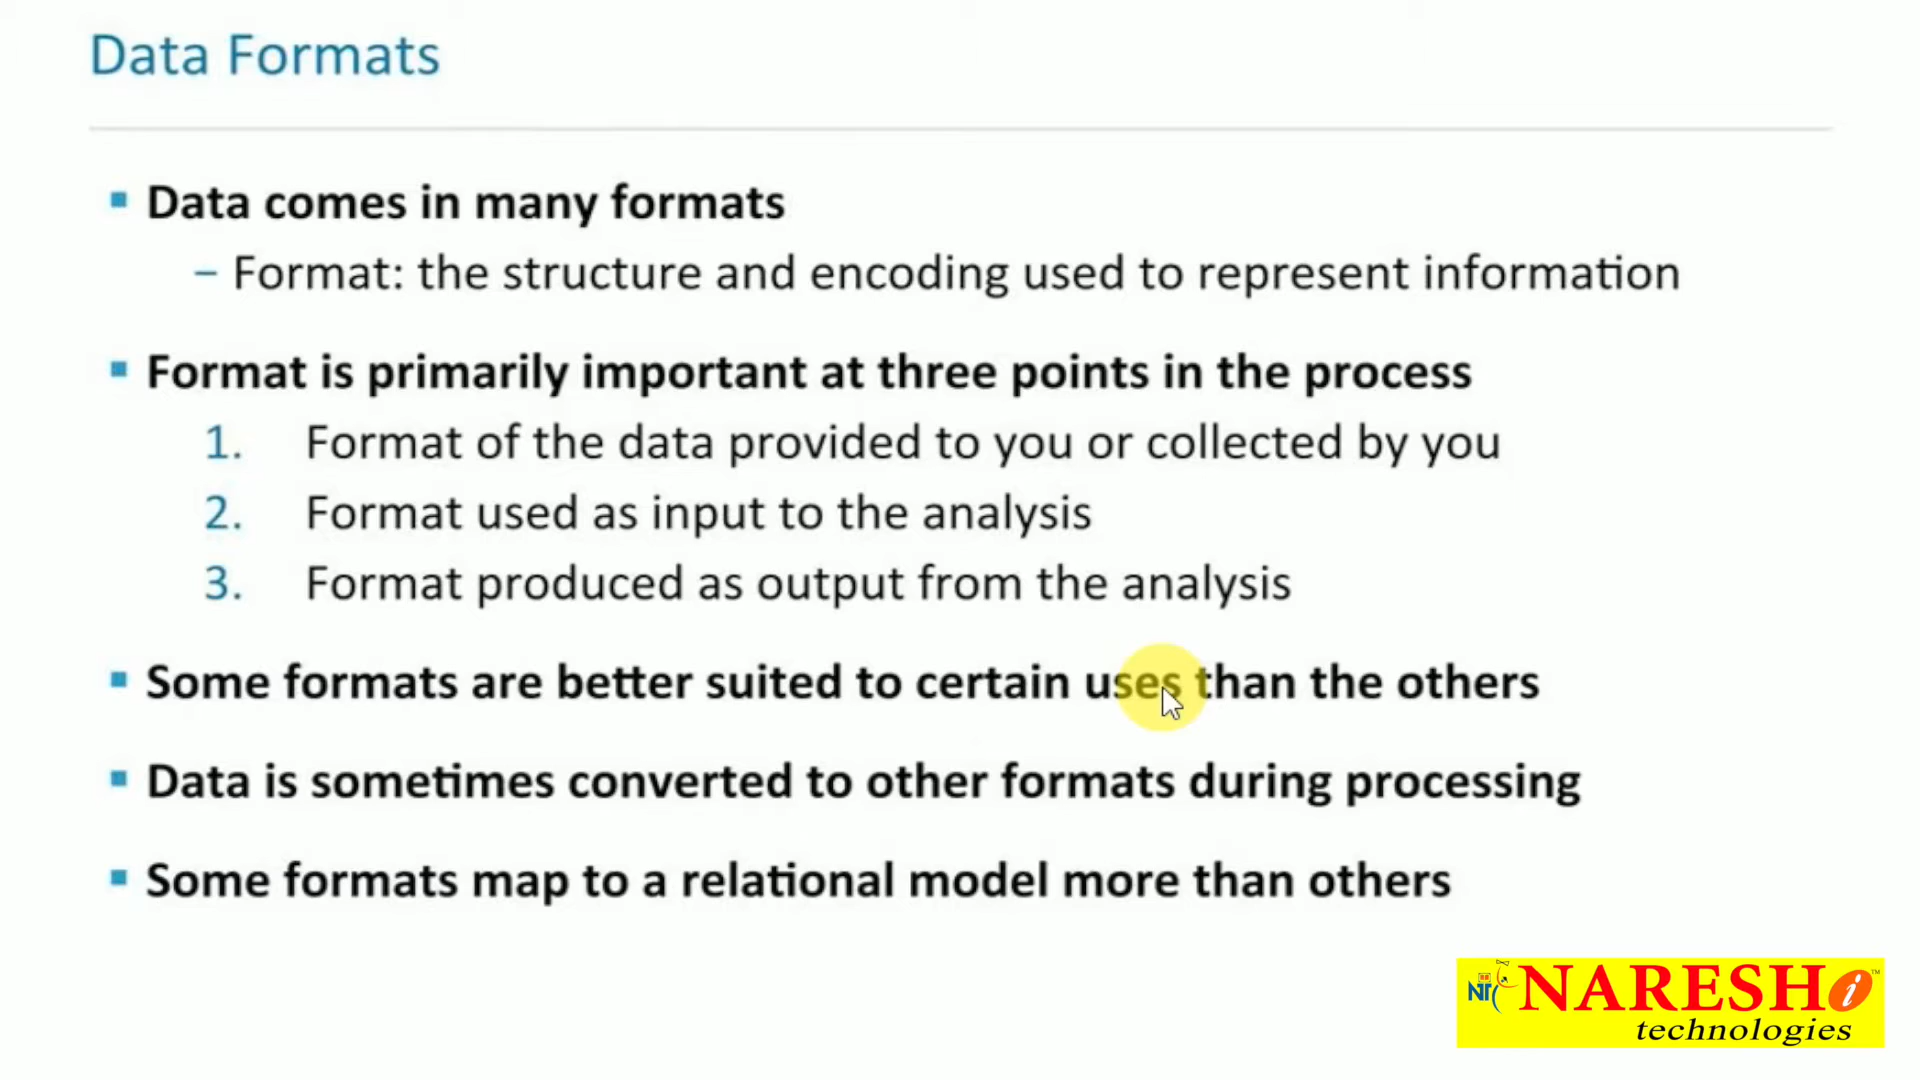 Data Formats
▪ Data comes in many formats
– Format: the structure and encoding used to represent information
▪ Format is primarily important at three points in the process
1. Format of the data provided to you or collected by you
2. Format used as input to the analysis
3. Format produced as output from the analysis
▪ Some formats are better suited to certain uses than the others
▪ Data is sometimes converted to other formats during processing
▪ Some formats map to a relational model more than others
NT NARESH i ™
technologies